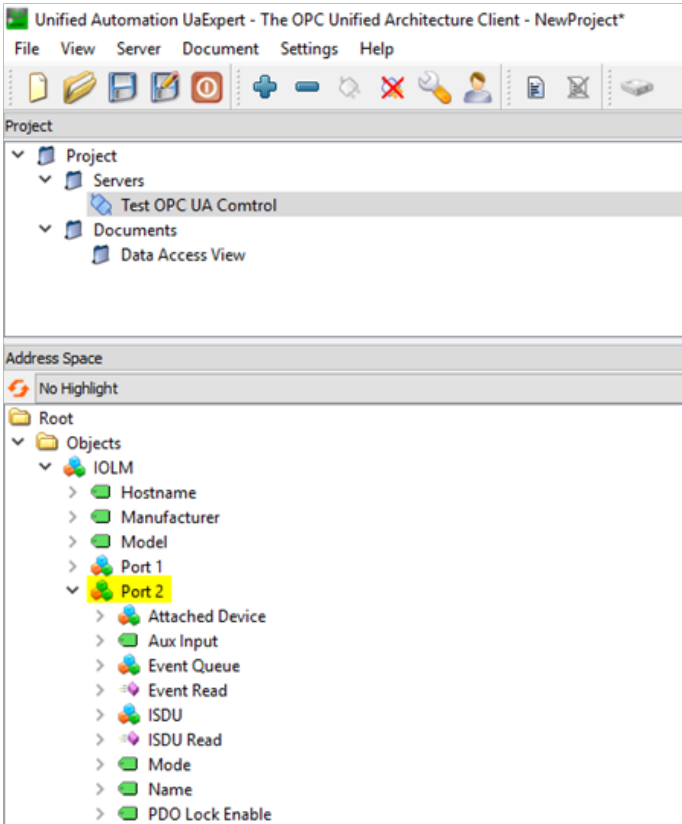 Unified Automation UaExpert - The OPC Unified Architecture Client - NewProject*
File View Server Document Settings Help
Project
Project
Servers
Test OPC UA Comtrol
Documents
Data Access View
Address Space
No Highlight
Root
Objects
IOLM
Hostname
Manufacturer
Model
Port 1
Port 2
Attached Device
Aux Input
Event Queue
Event Read
ISDU
ISDU Read
Mode
Name
PDO Lock Enable